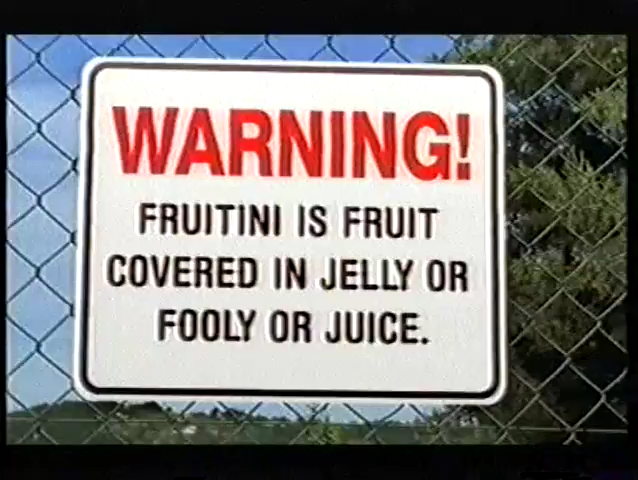 WARNING!
FRUITINI IS FRUIT
COVERED IN JELLY OR
FOOLY OR JUICE.